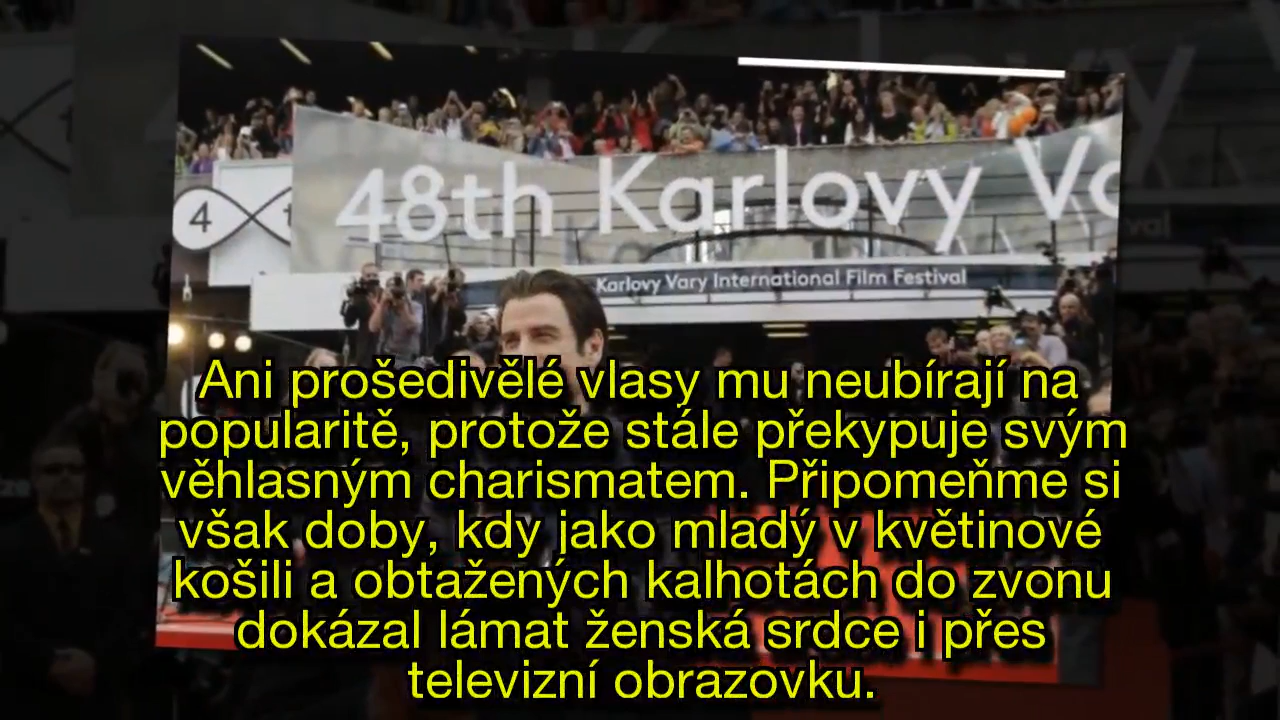 48th Karlovy Va
4
Karlovy Vary International Film Festival
Ani prošedivělé vlasy mu neubírají na
popularitě, protože stále překypuje svým
věhlasným charismatem. Připomeňme si
však doby, kdy jako mladý v květinové
košili a obtažených kalhotách do zvonu
dokázal lámat ženská srdce i přes
televizní obrazovku.